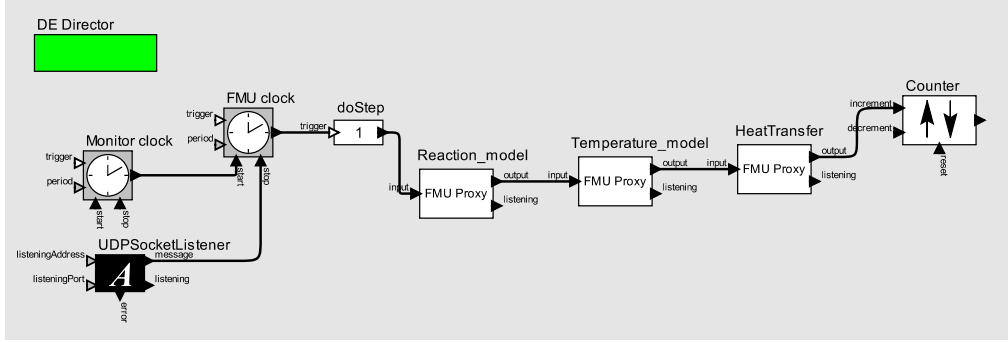 DE Director
Monitor clock
trigger
period
start
stop
FMU clock
trigger
period
start
stop
UDPSocketListener
listeningAddress
listeningPort
A
message
listening
error
doStep
trigger
1
Reaction_model
input
FMU Proxy
output
listening
Temperature_model
input
FMU Proxy
output
listening
HeatTransfer
input
FMU Proxy
output
listening
Counter
increment
decrement
reset